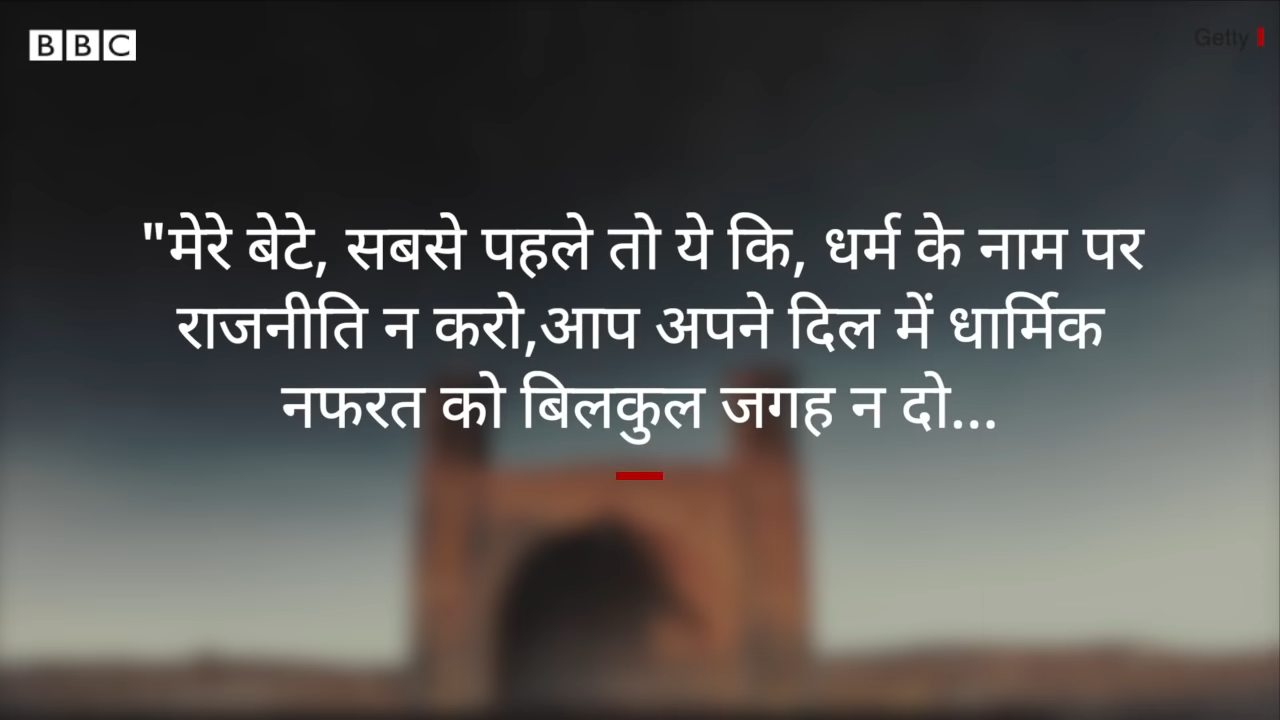 BBC
Getty
"मेरे बेटे, सबसे पहले तो ये कि, धर्म के नाम पर
राजनीति न करो,आप अपने दिल में धार्मिक
नफरत को बिलकुल जगह न दो...